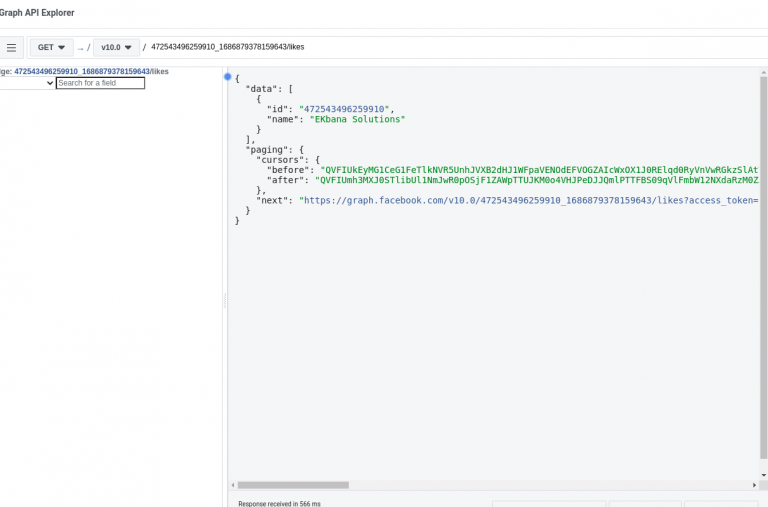 Graph API Explorer
GET → / v10.0 / 472543496259910_1686879378159643/likes
ige: 472543496259910_1686879378159643/likes
Search for a field
{
"data": [
{
"id": "472543496259910",
"name": "EKbana Solutions"
}
],
"paging": {
"cursors": {
"before": "QVFIUkEyMG1CeG1FeTlkNVR5UnhJVXB2dHJ1WFpaVENOdEFVOGZAIcWxOX1J0RElqd0RyVnVwRGkzSlAt
"after": "QVFIUmh3MXJ0STlibUl1NmJwR0pOSjF1ZAWpTTUJKM0o4VHJPeDJJQmlPTTFBS09qVlFmbW12NXdaRzM0Z
},
"next": "https://graph.facebook.com/v10.0/472543496259910_1686879378159643/likes?access_token=
}
}
Response received in 566 ms